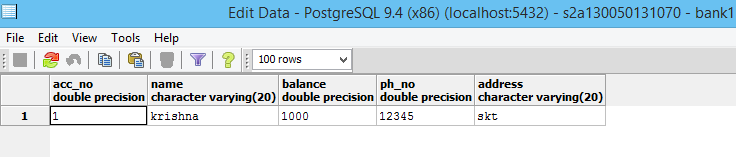 Edit Data - PostgreSQL 9.4 (x86) (localhost:5432) - s2a130050131070 - bank1
File Edit View Tools Help
100 rows
acc_no name balance ph_no address
double precision character varying(20) double precision double precision character varying(20)
1 1 krishna 1000 12345 skt